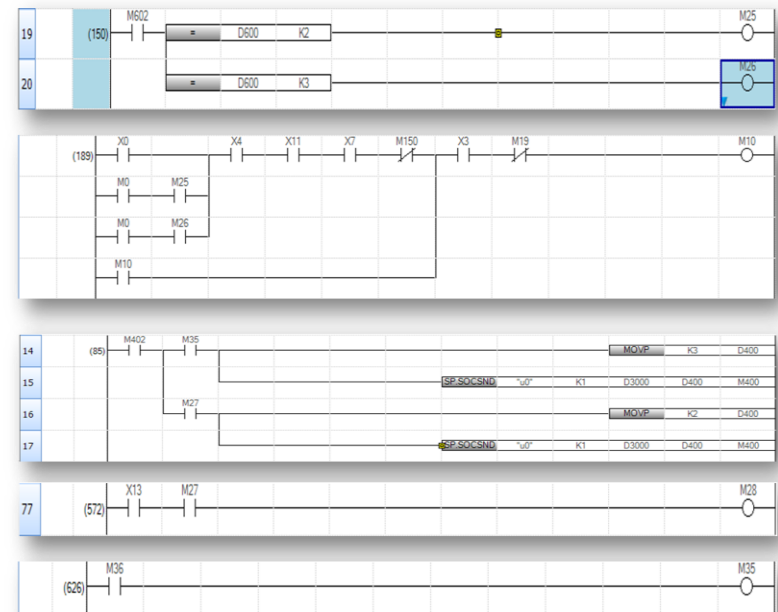 M602 M25
19 (150) = D600 K2
M26
20 = D600 K3
X0 X4 X11 X7 M150 X3 M19 M10
(189)
M0 M25
M0 M26
M10
M402 M35
14 (85) MOVP K3 D400
15 SP.SOCSND "u0" K1 D3000 D400 M400
M27
16 MOVP K2 D400
17 SP.SOCSND "u0" K1 D3000 D400 M400
X13 M27 M28
77 (572)
M36 M35
(626)